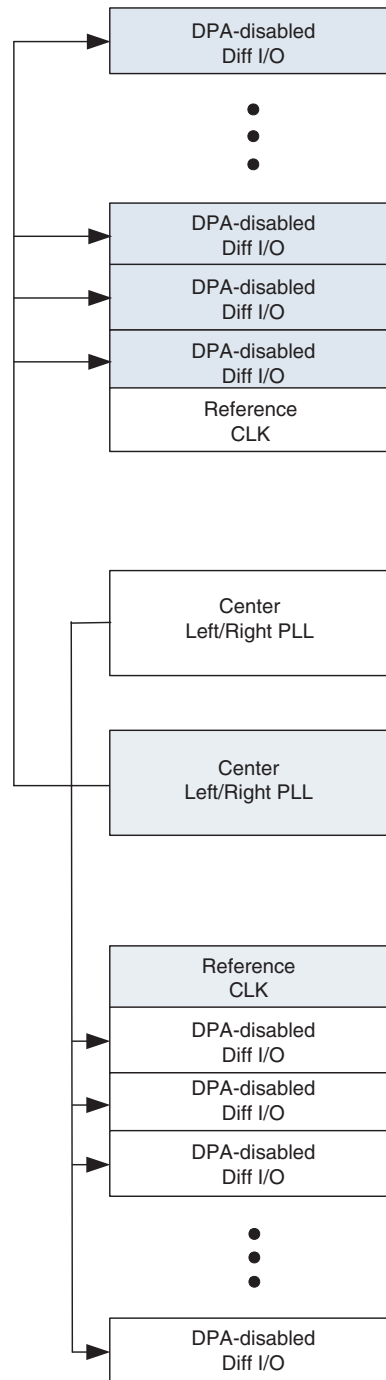 DPA-disabled
Diff I/O
DPA-disabled
Diff I/O
DPA-disabled
Diff I/O
DPA-disabled
Diff I/O
Reference
CLK
Center
Left/Right PLL
Center
Left/Right PLL
Reference
CLK
DPA-disabled
Diff I/O
DPA-disabled
Diff I/O
DPA-disabled
Diff I/O
DPA-disabled
Diff I/O